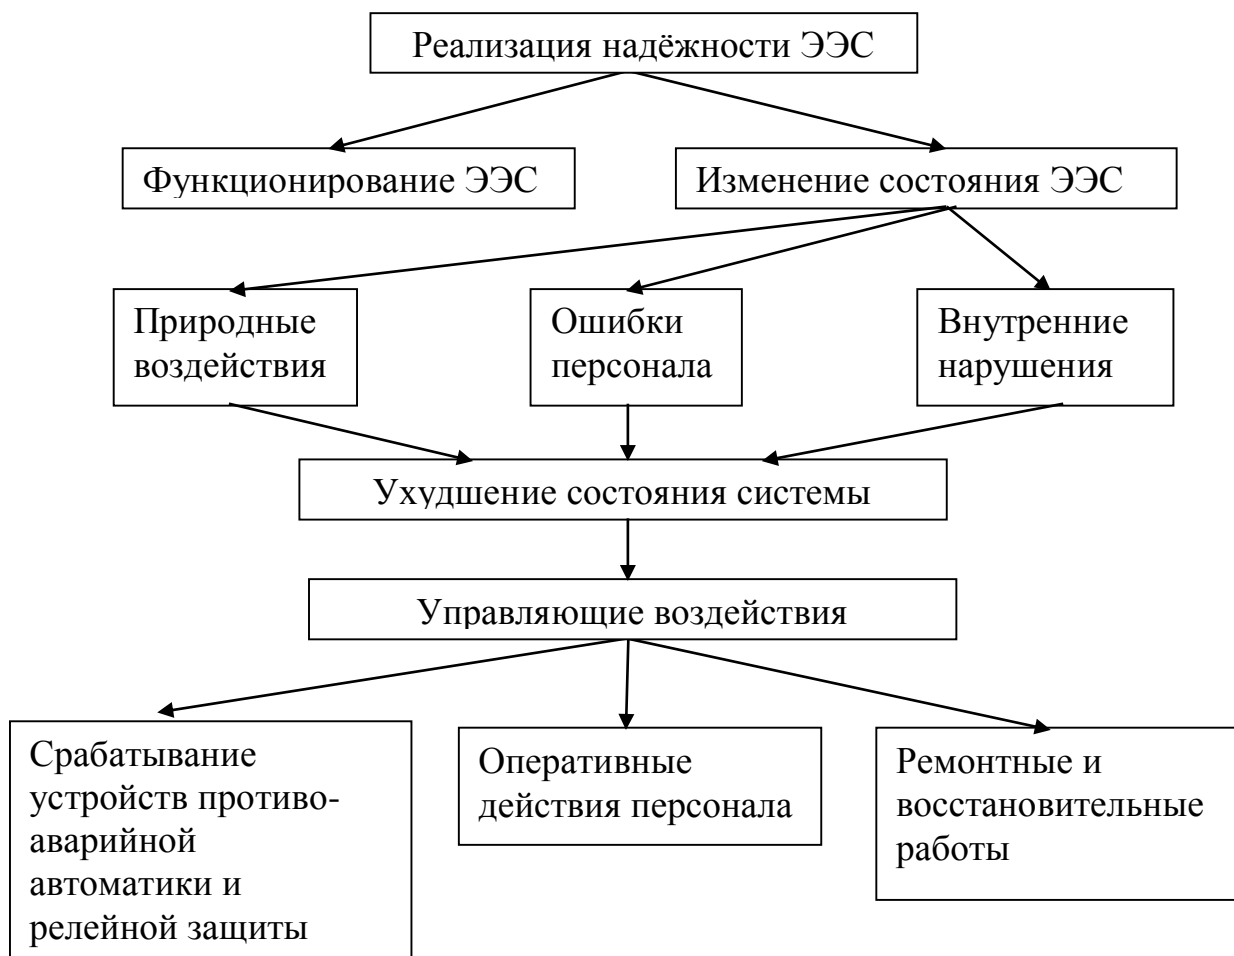 Реализация надёжности ЭЭС
Функционирование ЭЭС
Изменение состояния ЭЭС
Природные
воздействия
Ошибки
персонала
Внутренние
нарушения
Ухудшение состояния системы
Управляющие воздействия
Срабатывание
устройств противо-
аварийной
автоматики и
релейной защиты
Оперативные
действия персонала
Ремонтные и
восстановительные
работы